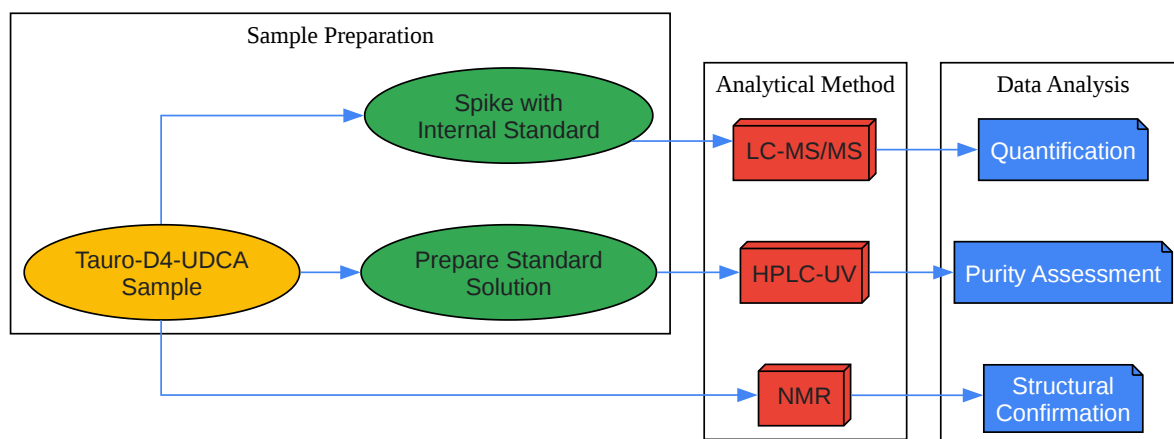 Sample Preparation
Spike with
Internal Standard
Analytical Method
Data Analysis
LC-MS/MS
Quantification
Tauro-D4-UDCA
Sample
Prepare Standard
Solution
HPLC-UV
Purity Assessment
NMR
Structural
Confirmation